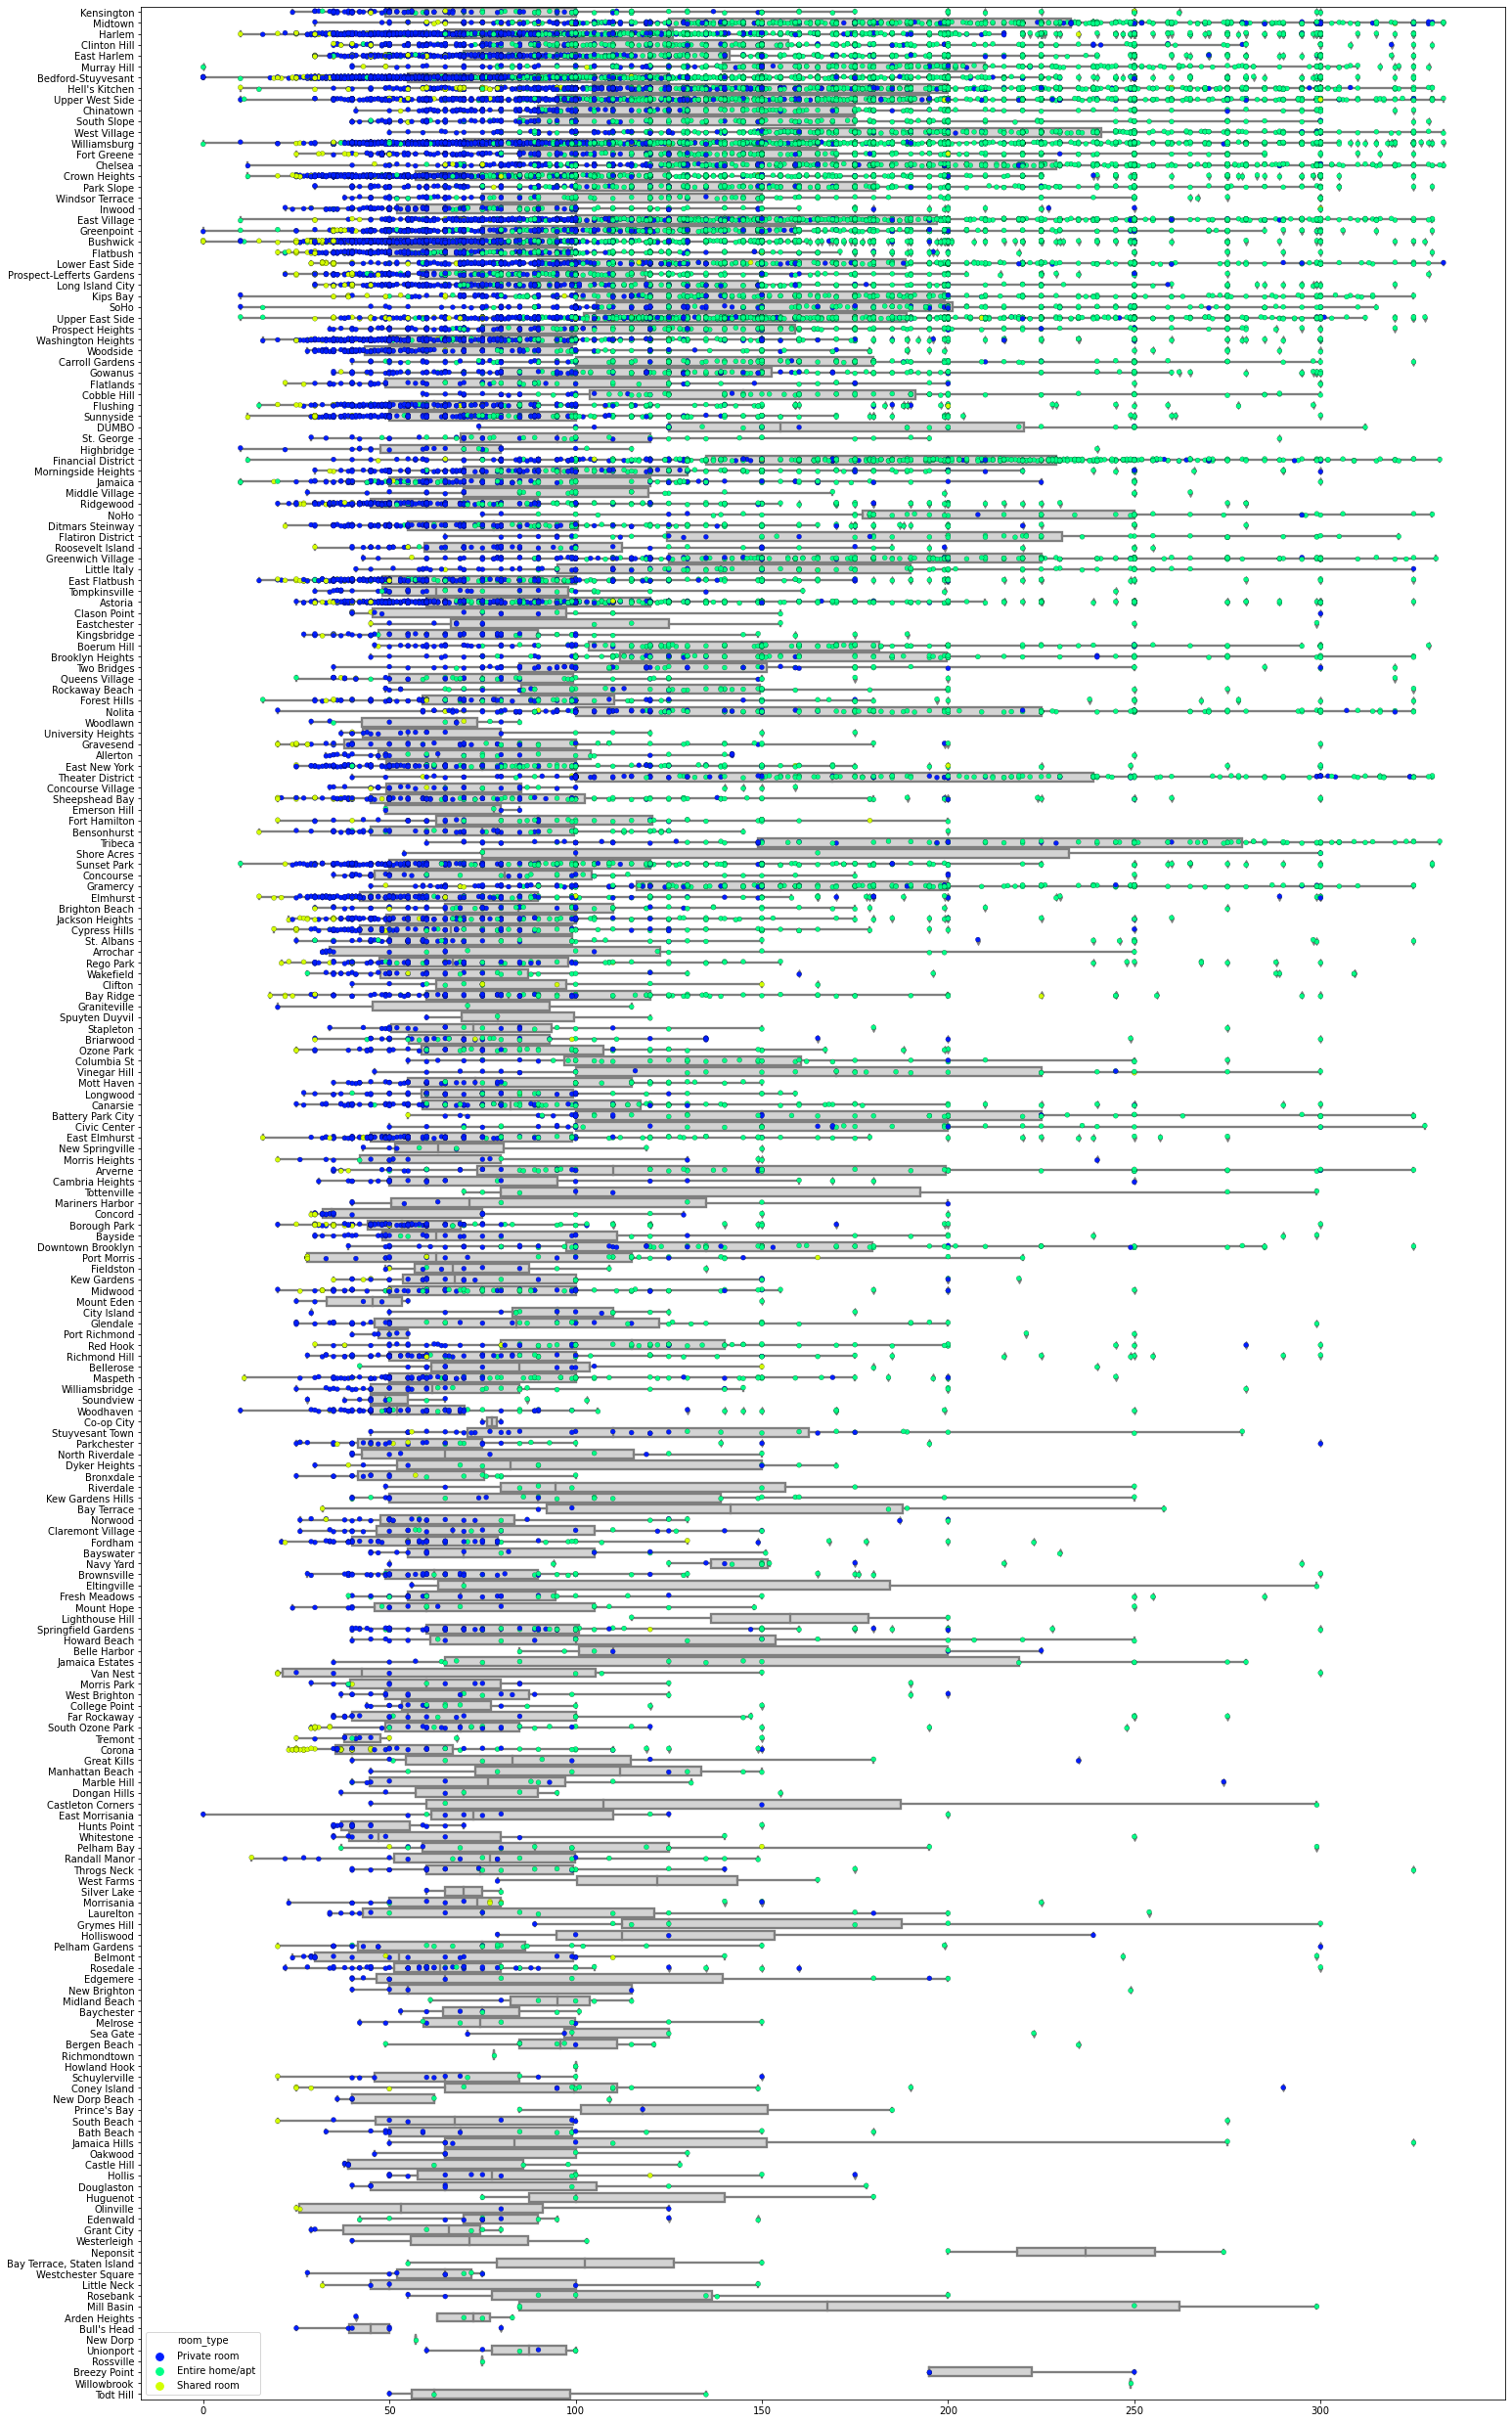 Kensington
Midtown
Harlem
Clinton Hill
East Harlem
Murray Hill
Bedford-Stuyvesant
Hell's Kitchen
Upper West Side
Chinatown
South Slope
West Village
Williamsburg
Fort Greene
Chelsea
Crown Heights
Park Slope
Windsor Terrace
Inwood
East Village
Greenpoint
Bushwick
Flatbush
Lower East Side
Prospect-Lefferts Gardens
Long Island City
Kips Bay
SoHo
Upper East Side
Prospect Heights
Washington Heights
Woodside
Carroll Gardens
Gowanus
Flatlands
Cobble Hill
Flushing
Sunnyside
DUMBO
St. George
Highbridge
Financial District
Morningside Heights
Jamaica
Middle Village
Ridgewood
NoHo
Ditmars Steinway
Flatiron District
Roosevelt Island
Greenwich Village
Little Italy
East Flatbush
Tompkinsville
Astoria
Clason Point
Eastchester
Kingsbridge
Boerum Hill
Brooklyn Heights
Two Bridges
Queens Village
Rockaway Beach
Forest Hills
Nolita
Woodlawn
University Heights
Gravesend
Allerton
East New York
Theater District
Concourse Village
Sheepshead Bay
Emerson Hill
Fort Hamilton
Bensonhurst
Tribeca
Shore Acres
Sunset Park
Concourse
Gramercy
Elmhurst
Brighton Beach
Jackson Heights
Cypress Hills
St. Albans
Arrochar
Rego Park
Wakefield
Clifton
Bay Ridge
Graniteville
Spuyten Duyvil
Stapleton
Briarwood
Ozone Park
Columbia St
Vinegar Hill
Mott Haven
Longwood
Canarsie
Battery Park City
Civic Center
East Elmhurst
New Springville
Morris Heights
Arverne
Cambria Heights
Tottenville
Mariners Harbor
Concord
Borough Park
Bayside
Downtown Brooklyn
Port Morris
Fieldston
Kew Gardens
Midwood
Mount Eden
City Island
Glendale
Port Richmond
Red Hook
Richmond Hill
Bellerose
Maspeth
Williamsbridge
Soundview
Woodhaven
Co-op City
Stuyvesant Town
Parkchester
North Riverdale
Dyker Heights
Bronxdale
Riverdale
Kew Gardens Hills
Bay Terrace
Norwood
Claremont Village
Fordham
Bayswater
Navy Yard
Brownsville
Eltingville
Fresh Meadows
Mount Hope
Lighthouse Hill
Springfield Gardens
Howard Beach
Belle Harbor
Jamaica Estates
Van Nest
Morris Park
West Brighton
College Point
Far Rockaway
South Ozone Park
Tremont
Corona
Great Kills
Manhattan Beach
Marble Hill
Dongan Hills
Castleton Corners
East Morrisania
Hunts Point
Whitestone
Pelham Bay
Randall Manor
Throgs Neck
West Farms
Silver Lake
Morrisania
Laurelton
Grymes Hill
Holliswood
Pelham Gardens
Belmont
Rosedale
Edgemere
New Brighton
Midland Beach
Baychester
Melrose
Sea Gate
Bergen Beach
Richmondtown
Howland Hook
Schuylerville
Coney Island
New Dorp Beach
Prince's Bay
South Beach
Bath Beach
Jamaica Hills
Oakwood
Castle Hill
Hollis
Douglaston
Huguenot
Olinville
Edenwald
Grant City
Westerleigh
Neponsit
Bay Terrace, Staten Island
Westchester Square
Little Neck
Rosebank
Mill Basin
Arden Heights
Bull's Head
New Dorp
Unionport
Rossville
Breezy Point
Willowbrook
Todt Hill
room_type
Private room
Entire home/apt
Shared room
0 50 100 150 200 250 300